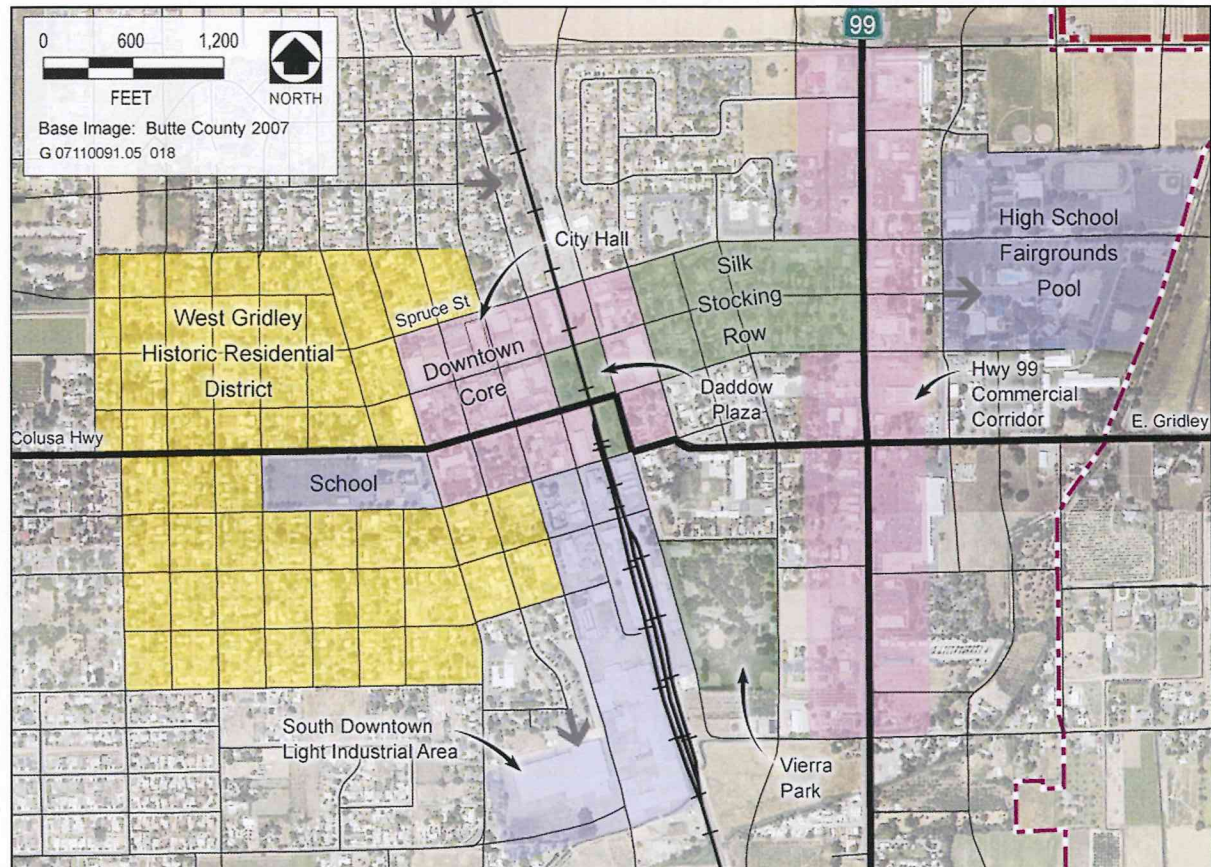 0 600 1,200
FEET
NORTH
Base Image: Butte County 2007
G 07110091.05 018
99
City Hall
High School
Fairgrounds
Pool
Silk
Stocking
Row
Spruce St
West Gridley
Historic Residential
District
Downtown
Core
Daddow
Plaza
Hwy 99
Commercial
Corridor
Colusa Hwy
E. Gridley
School
South Downtown
Light Industrial Area
Vierra
Park